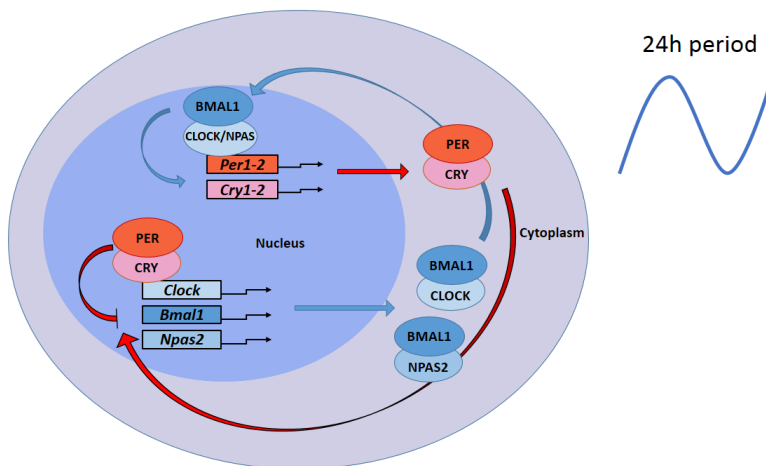 24h period
BMAL1
CLOCK/NPAS
Per1-2
Cry1-2
PER
CRY
PER
CRY
Nucleus
Cytoplasm
Clock
Bmal1
Npas2
BMAL1
CLOCK
BMAL1
NPAS2